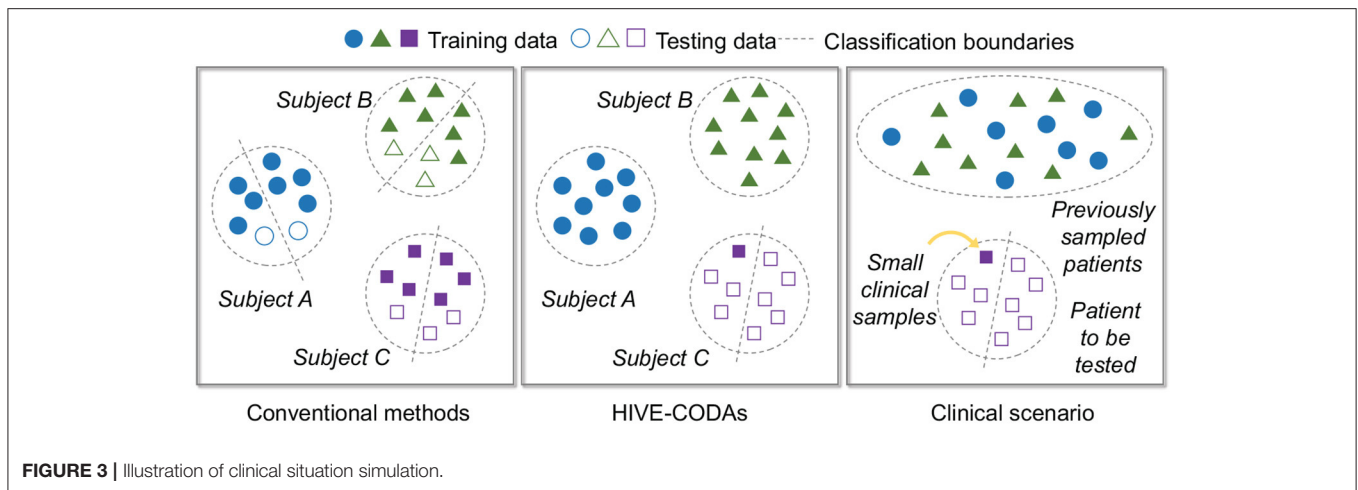 Training data Testing data Classification boundaries
Subject B
Subject A
Subject C
Subject B
Subject A
Subject C
Previously
sampled
patients
Small
clinical
samples
Patient
to be
tested
Conventional methods
HIVE-CODAs
Clinical scenario
FIGURE 3 | Illustration of clinical situation simulation.